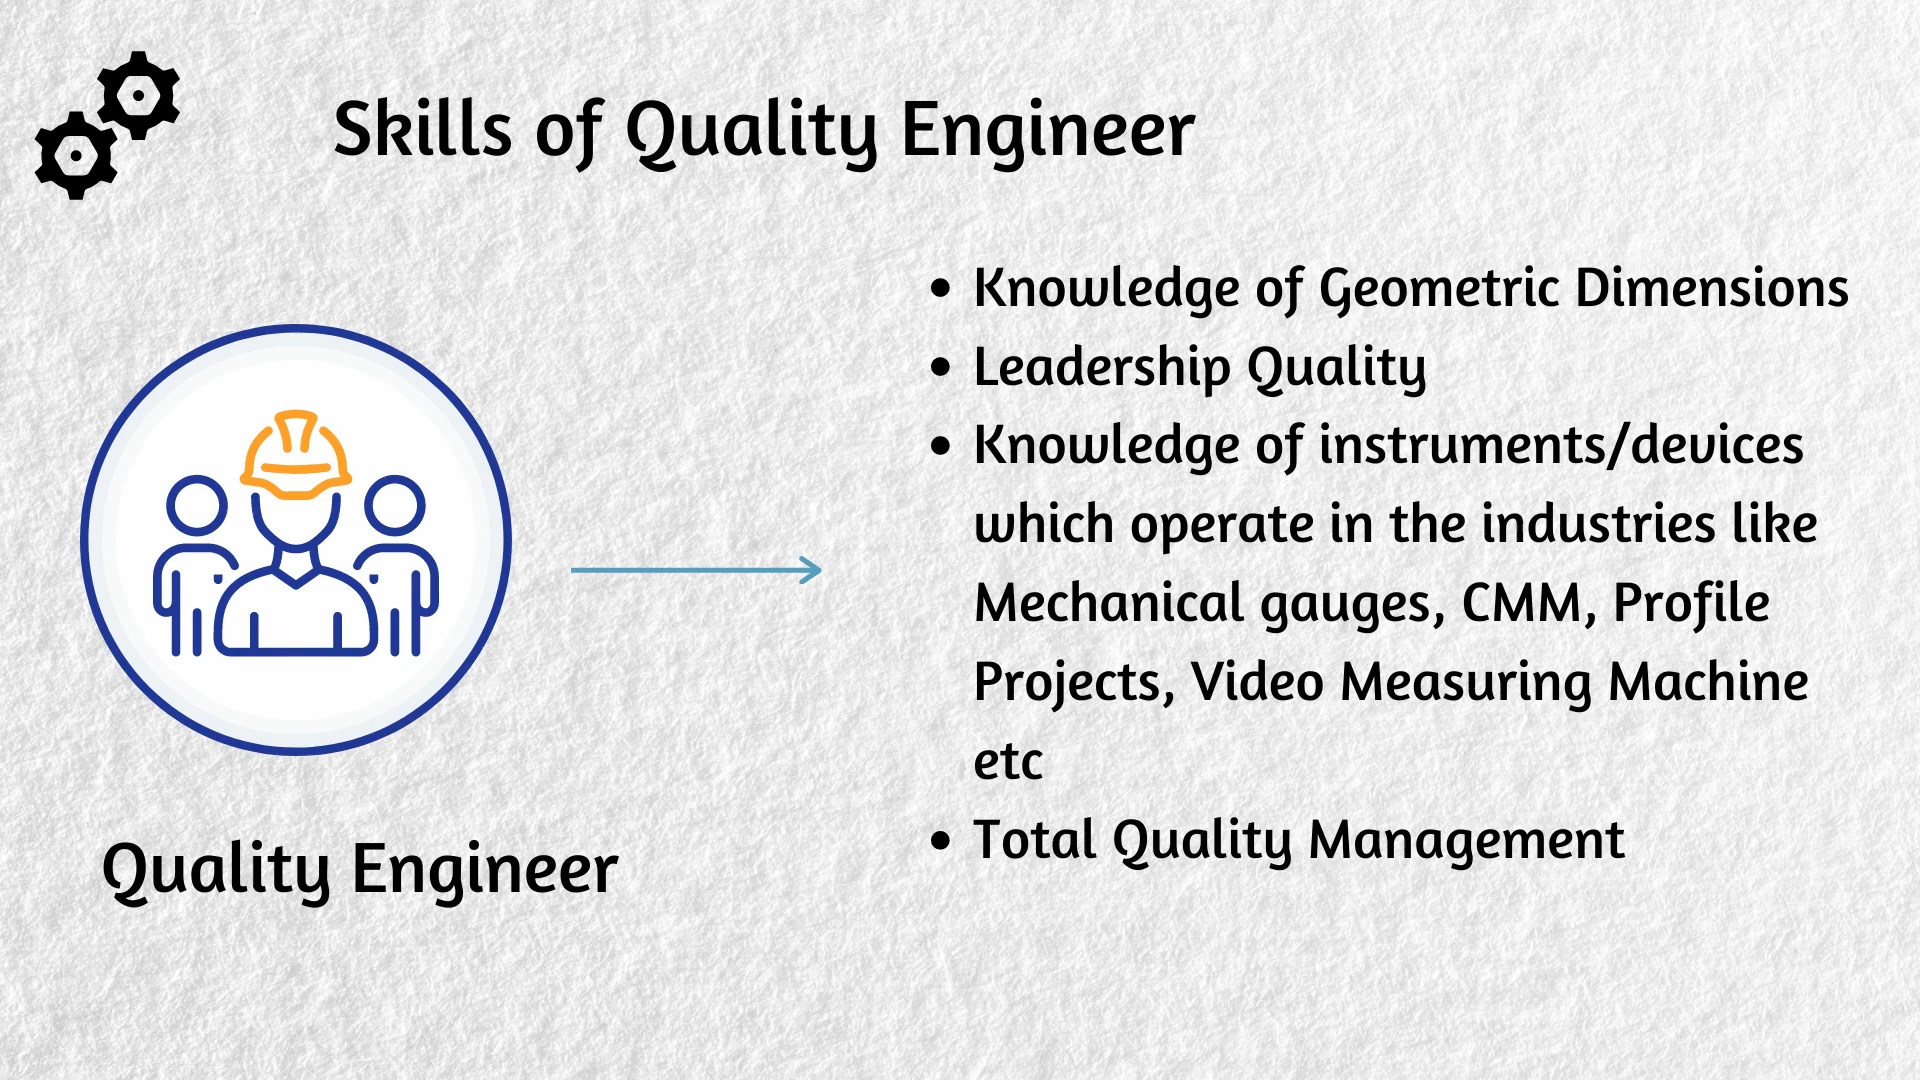 Skills of Quality Engineer
• Knowledge of Geometric Dimensions
• Leadership Quality
• Knowledge of instruments/devices
which operate in the industries like
Mechanical gauges, CMM, Profile
Projects, Video Measuring Machine
etc
• Total Quality Management
Quality Engineer